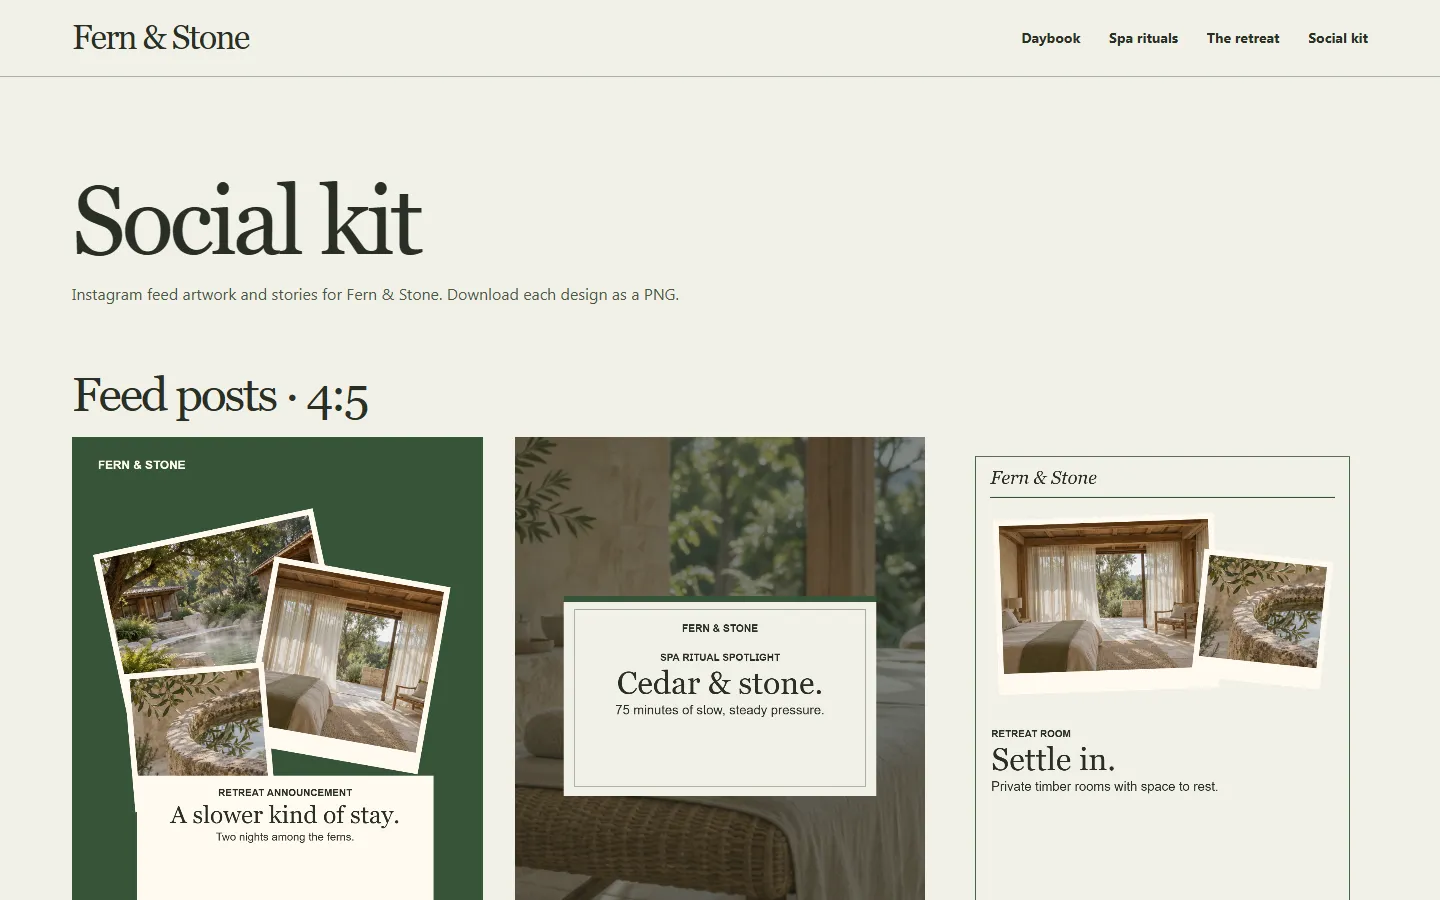 Fern & Stone
Daybook
Spa rituals
The retreat
Social kit
Social kit
Instagram feed artwork and stories for Fern & Stone. Download each design as a PNG.
Feed posts · 4:5
FERN & STONE
RETREAT ANNOUNCEMENT
A slower kind of stay.
Two nights among the ferns.
FERN & STONE
SPA RITUAL SPOTLIGHT
Cedar & stone.
75 minutes of slow, steady pressure.
Fern & Stone
RETREAT ROOM
Settle in.
Private timber rooms with space to rest.